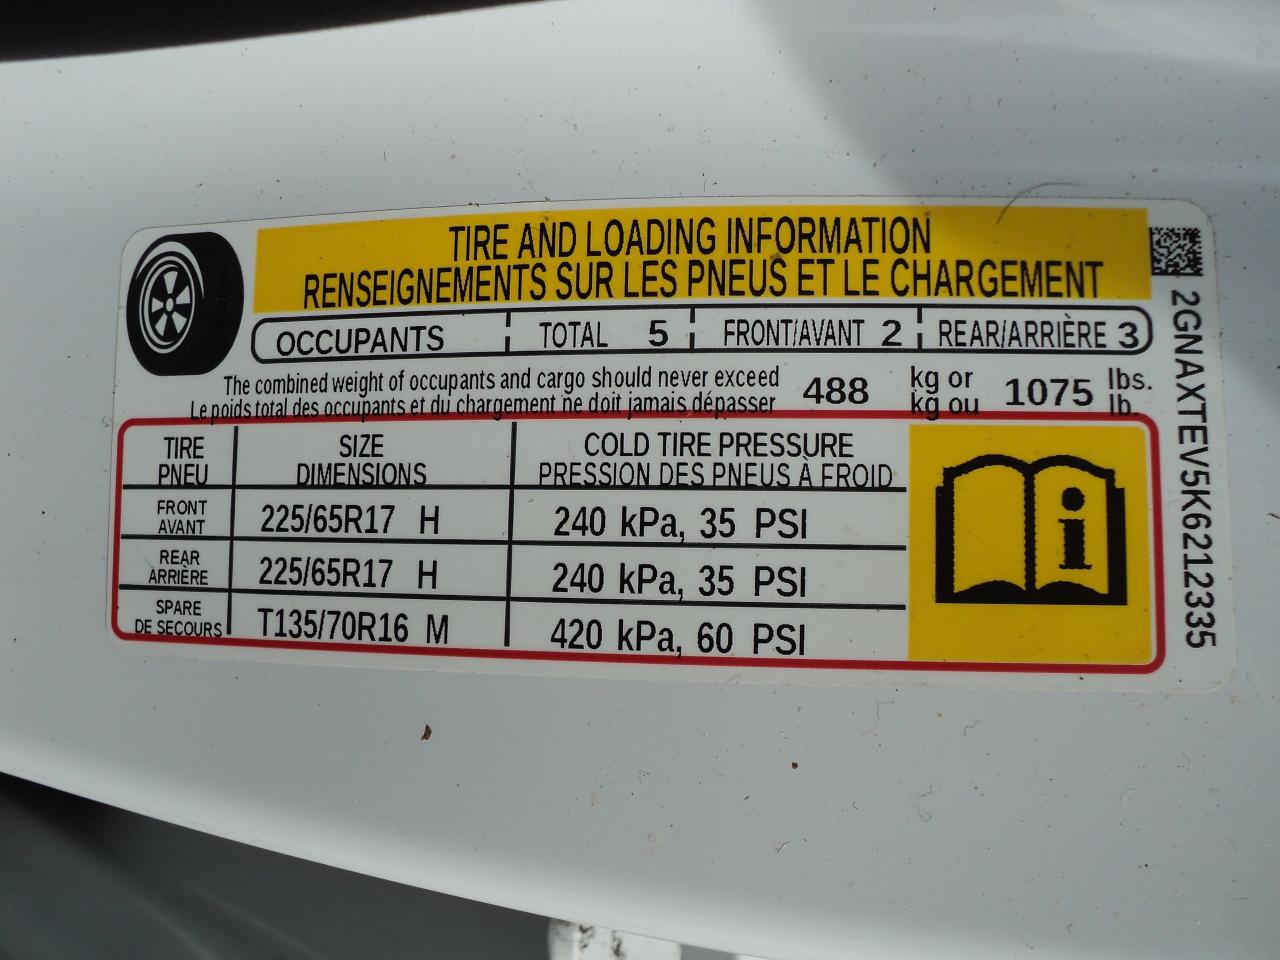 TIRE AND LOADING INFORMATION
RENSEIGNEMENTS SUR LES PNEUS ET LE CHARGEMENT
OCCUPANTS TOTAL 5 FRONT/AVANT 2 REAR/ARRIÈRE 3
The combined weight of occupants and cargo should never exceed 488 kg or 1075 lbs.
Le poids total des occupants et du chargement ne doit jamais dépasser kg ou lb.
TIRE SIZE COLD TIRE PRESSURE
PNEU DIMENSIONS PRESSION DES PNEUS À FROID
FRONT
AVANT 225/65R17 H 240 kPa, 35 PSI
REAR
ARRIÈRE 225/65R17 H 240 kPa, 35 PSI
SPARE
DE SECOURS T135/70R16 M 420 kPa, 60 PSI
i
2GNAXTEV5K6212335